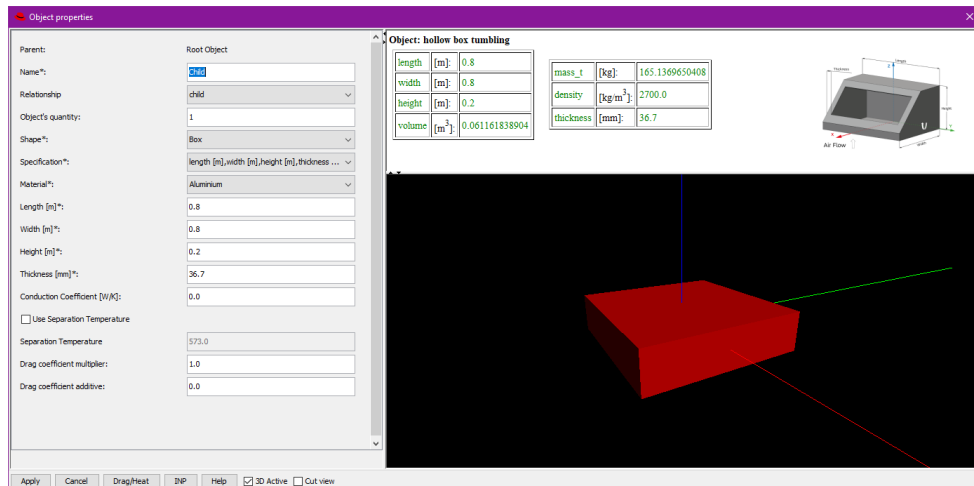 Object properties
Parent: Root Object
Name*: Child
Relationship child
Object's quantity: 1
Shape*: Box
Specification*: length [m],width [m],height [m],thickness ...
Material*: Aluminium
Length [m]*: 0.8
Width [m]*: 0.8
Height [m]*: 0.2
Thickness [mm]*: 36.7
Conduction Coefficient [W/K]: 0.0
Use Separation Temperature
Separation Temperature 573.0
Drag coefficient multiplier: 1.0
Drag coefficient additive: 0.0
Object: hollow box tumbling
length [m]: 0.8
width [m]: 0.8
height [m]: 0.2
volume [m³]: 0.061161838904
mass_t [kg]: 165.1369650408
density [kg/m³]: 2700.0
thickness [mm]: 36.7
Thickness
Length
Z
Height
X
Y
U
Width
Air Flow
Apply Cancel Drag/Heat INP Help 3D Active Cut view